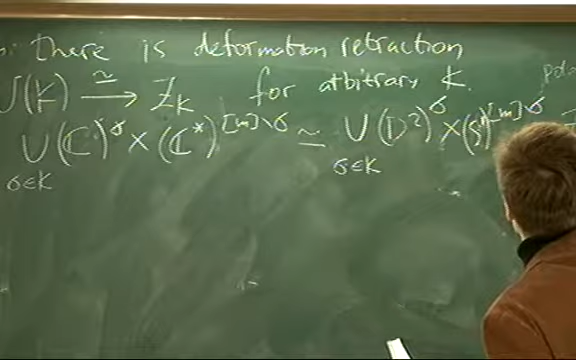 : there is deformation retraction
U(K) ≅⟶ Z_K for arbitrary K.
⋃_{σ∈K} (ℂ)^σ × (ℂ*)^{[m]\σ} ≃ ⋃_{σ∈K} (D²)^σ × (S¹)^{[m]\σ}